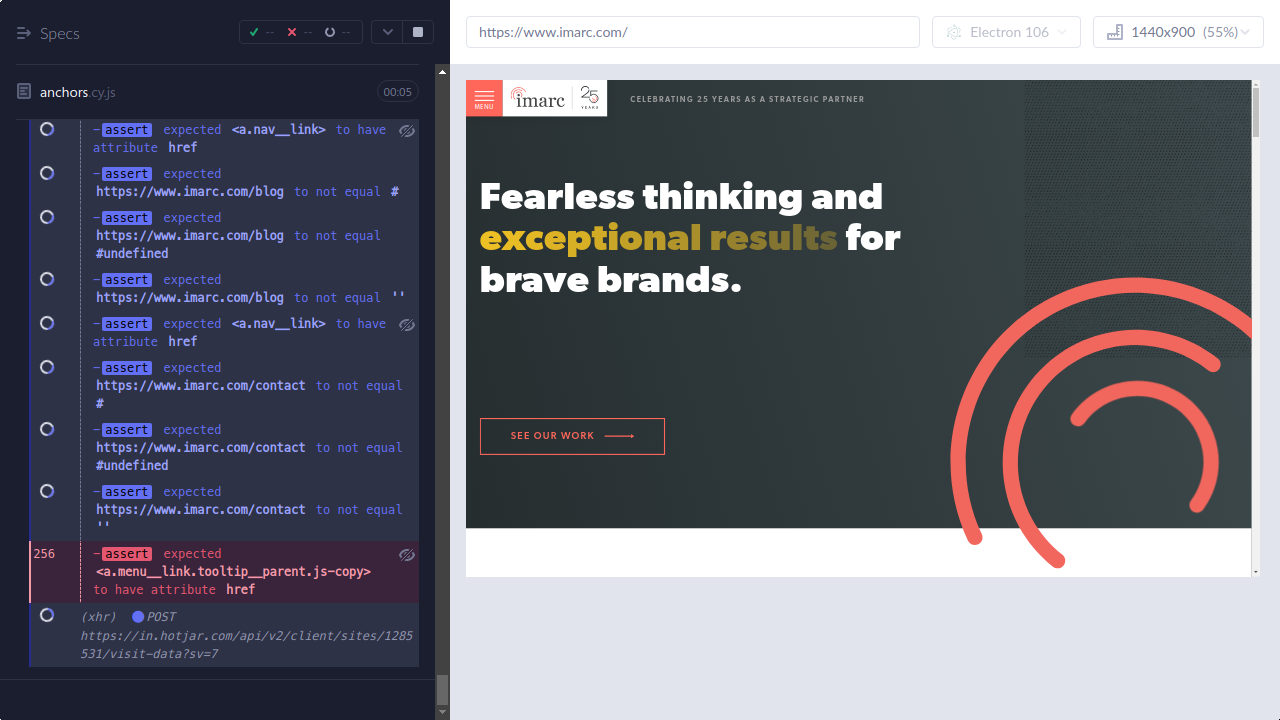 Specs
-- -- --
https://www.imarc.com/
Electron 106
1440x900 (55%)
anchors.cy.js
00:05
-assert expected <a.nav__link> to have
attribute href
-assert expected
https://www.imarc.com/blog to not equal #
-assert expected
https://www.imarc.com/blog to not equal
#undefined
-assert expected
https://www.imarc.com/blog to not equal ''
-assert expected <a.nav__link> to have
attribute href
-assert expected
https://www.imarc.com/contact to not equal
#
-assert expected
https://www.imarc.com/contact to not equal
#undefined
-assert expected
https://www.imarc.com/contact to not equal
''
256 -assert expected
<a.menu__link.tooltip__parent.js-copy>
to have attribute href
(xhr) POST
https://in.hotjar.com/api/v2/client/sites/1285
531/visit-data?sv=7
MENU
imarc
25
YEARS
CELEBRATING 25 YEARS AS A STRATEGIC PARTNER
Fearless thinking and
exceptional results for
brave brands.
SEE OUR WORK